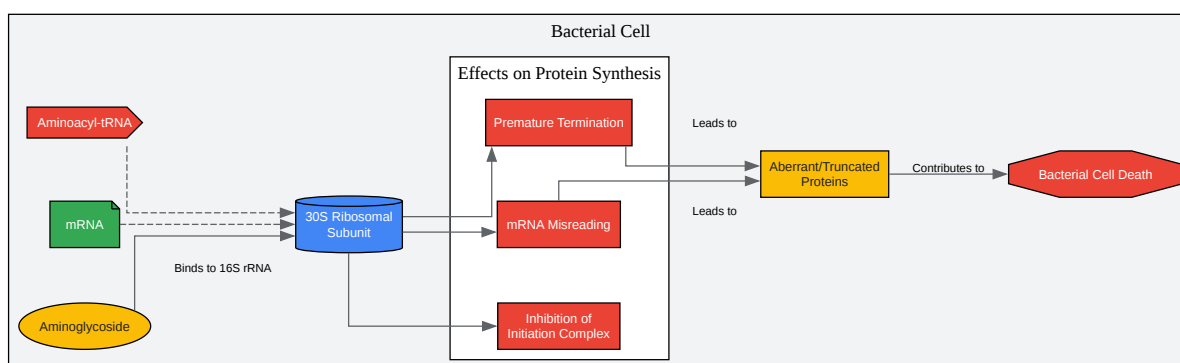 Bacterial Cell
Effects on Protein Synthesis
Aminoacyl-tRNA
Premature Termination
Leads to
Aberrant/Truncated
Proteins
Contributes to
Bacterial Cell Death
mRNA
30S Ribosomal
Subunit
mRNA Misreading
Leads to
Binds to 16S rRNA
Aminoglycoside
Inhibition of
Initiation Complex